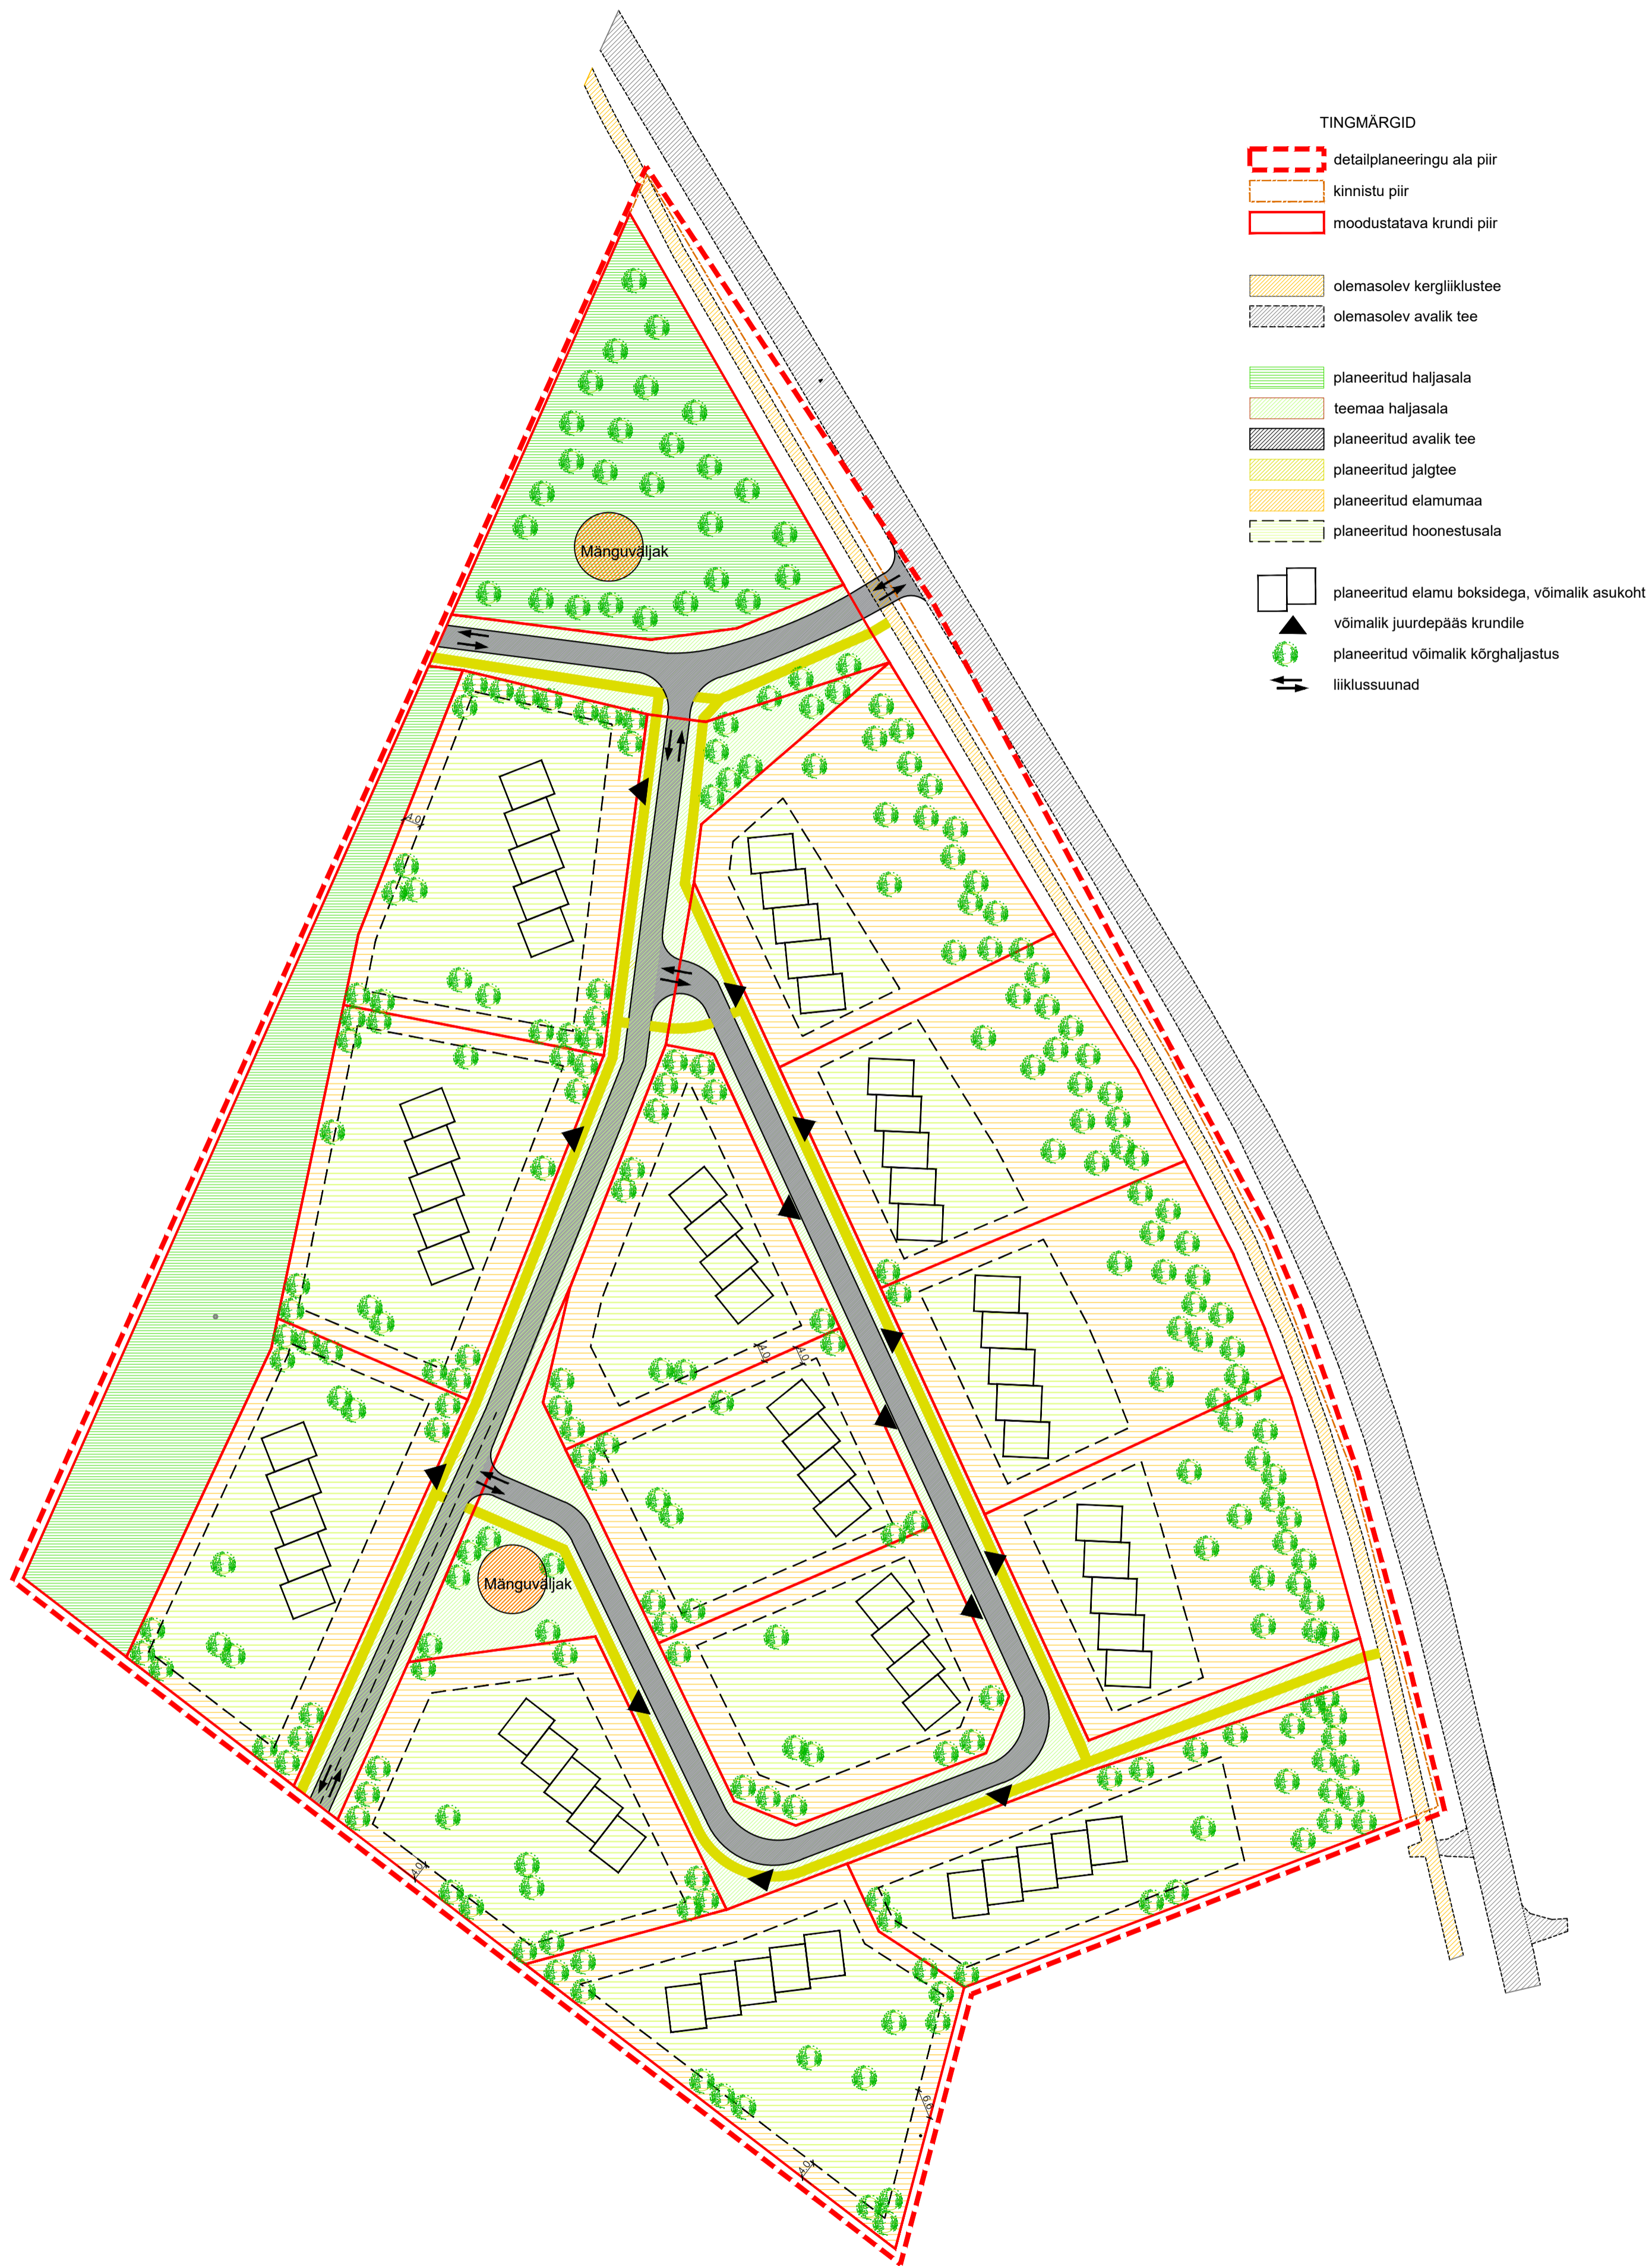 TINGMÄRGID
detailplaneeringu ala piir
kinnistu piir
moodustatava krundi piir
olemasolev kergliiklustee
olemasolev avalik tee
planeeritud haljasala
teemaa haljasala
planeeritud avalik tee
planeeritud jalgtee
planeeritud elamumaa
planeeritud hoonestusala
planeeritud elamu boksidega, võimalik asukoht
võimalik juurdepääs krundile
planeeritud võimalik kõrghaljastus
liiklussuunad
Mänguväljak
4.0
4.0
4.0
Mänguväljak
4.0
6.6
4.0